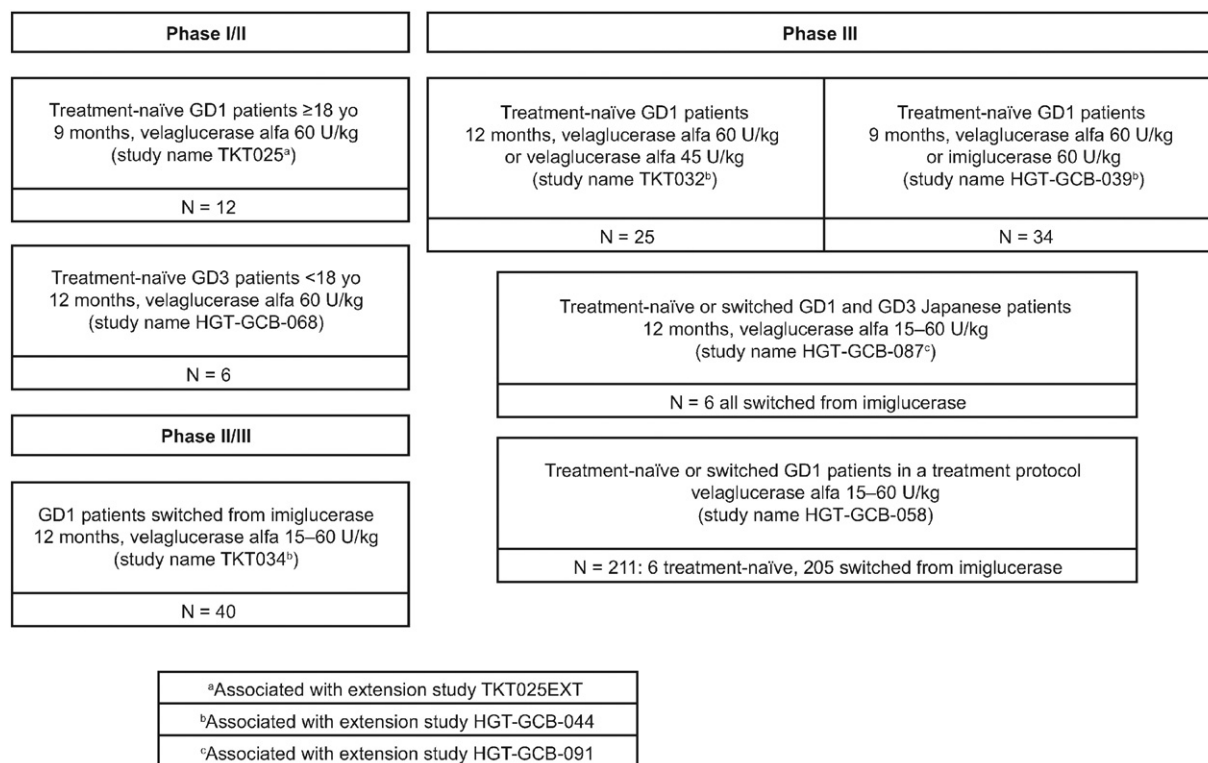 Phase I/II
Treatment-naïve GD1 patients ≥18 yo
9 months, velaglucerase alfa 60 U/kg
(study name TKT025ᵃ)
N = 12
Treatment-naïve GD3 patients <18 yo
12 months, velaglucerase alfa 60 U/kg
(study name HGT-GCB-068)
N = 6
Phase II/III
GD1 patients switched from imiglucerase
12 months, velaglucerase alfa 15–60 U/kg
(study name TKT034ᵇ)
N = 40
Phase III
Treatment-naïve GD1 patients
12 months, velaglucerase alfa 60 U/kg
or velaglucerase alfa 45 U/kg
(study name TKT032ᵇ)
N = 25
Treatment-naïve GD1 patients
9 months, velaglucerase alfa 60 U/kg
or imiglucerase 60 U/kg
(study name HGT-GCB-039ᵇ)
N = 34
Treatment-naïve or switched GD1 and GD3 Japanese patients
12 months, velaglucerase alfa 15–60 U/kg
(study name HGT-GCB-087ᶜ)
N = 6 all switched from imiglucerase
Treatment-naïve or switched GD1 patients in a treatment protocol
velaglucerase alfa 15–60 U/kg
(study name HGT-GCB-058)
N = 211: 6 treatment-naïve, 205 switched from imiglucerase
ᵃAssociated with extension study TKT025EXT
ᵇAssociated with extension study HGT-GCB-044
ᶜAssociated with extension study HGT-GCB-091